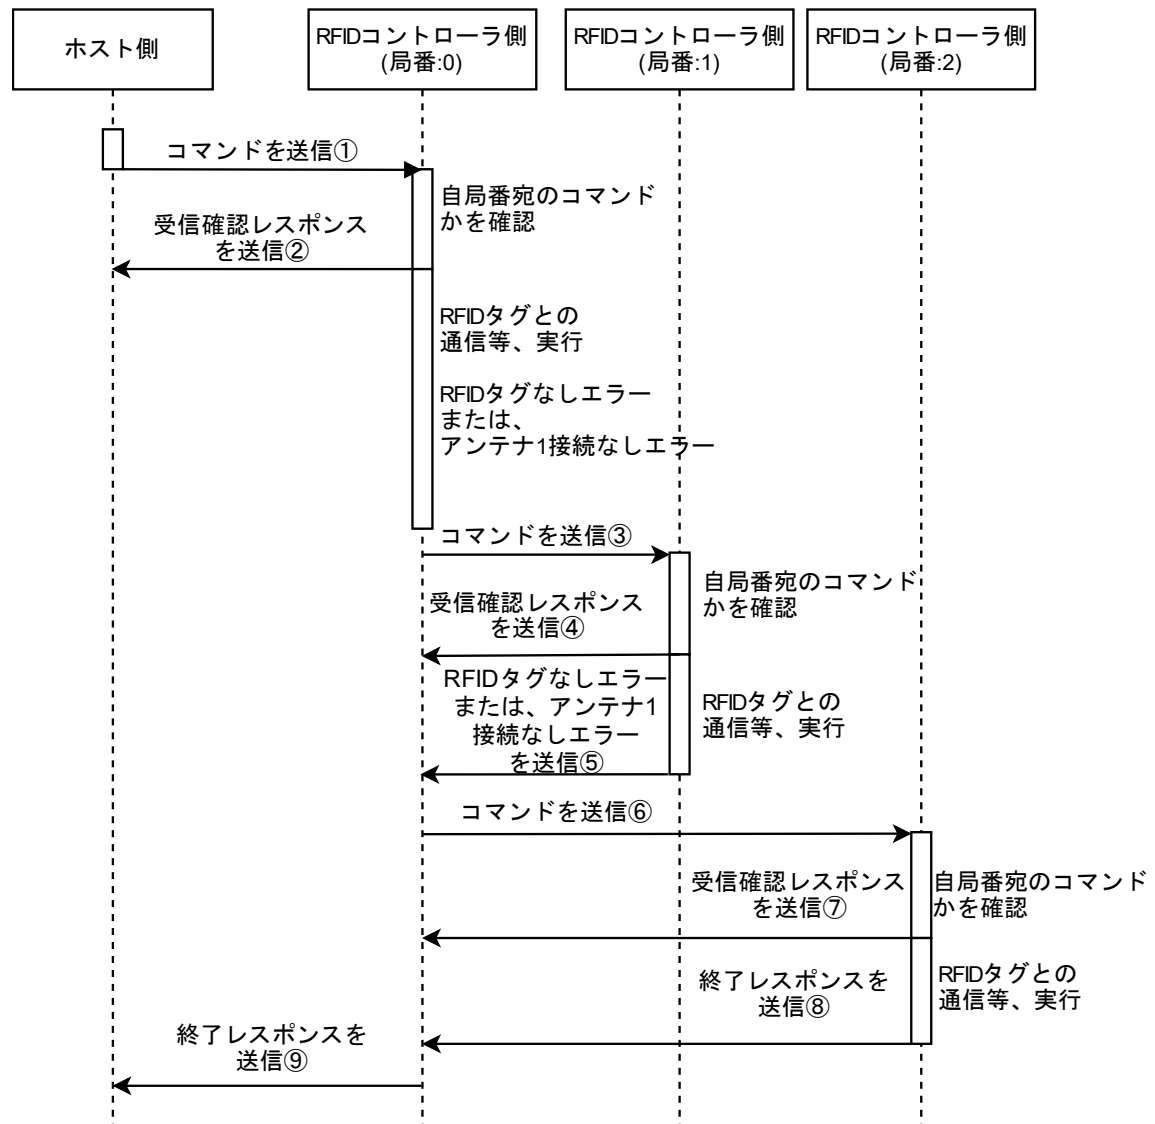 ホスト側
RFIDコントローラ側
(局番:0)
RFIDコントローラ側
(局番:1)
RFIDコントローラ側
(局番:2)
コマンドを送信①
自局番宛のコマンド
かを確認
受信確認レスポンス
を送信②
RFIDタグとの
通信等、実行
RFIDタグなしエラー
または、
アンテナ1接続なしエラー
コマンドを送信③
自局番宛のコマンド
かを確認
受信確認レスポンス
を送信④
RFIDタグなしエラー
または、アンテナ1
接続なしエラー
を送信⑤
RFIDタグとの
通信等、実行
コマンドを送信⑥
受信確認レスポンス
を送信⑦
自局番宛のコマンド
かを確認
終了レスポンスを
送信⑧
RFIDタグとの
通信等、実行
終了レスポンスを
送信⑨